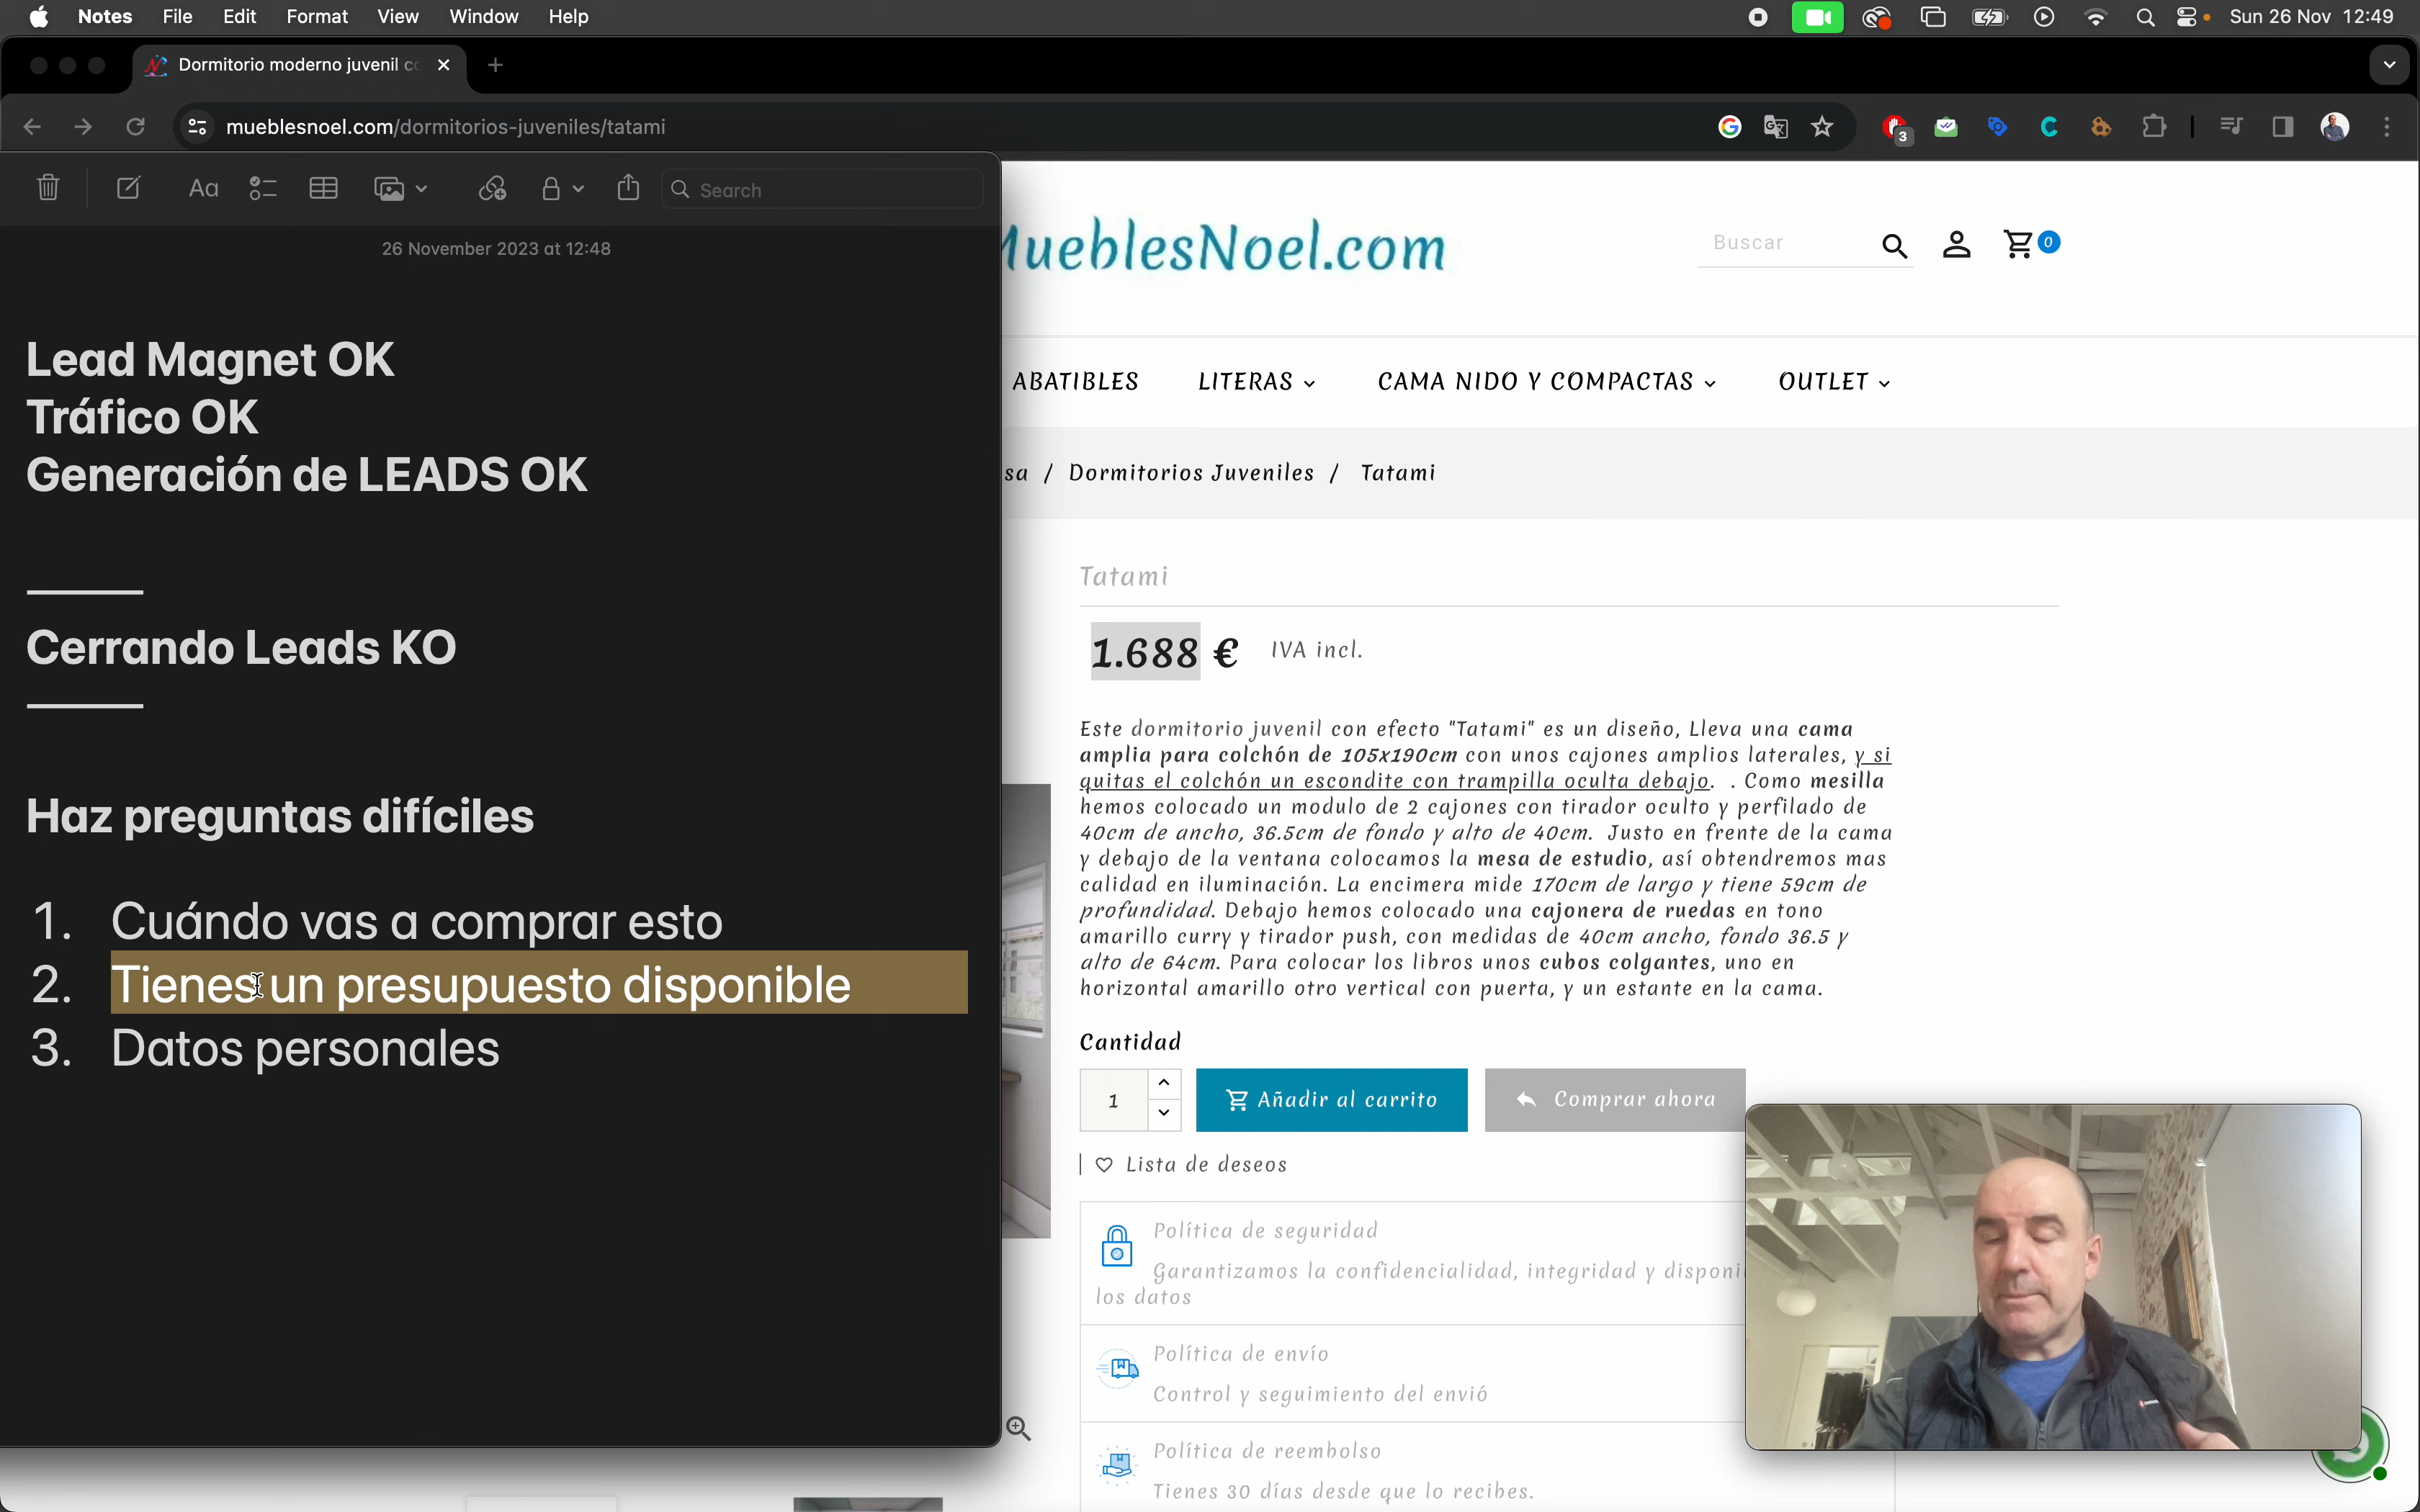 Notes File Edit Format View Window Help
Sun 26 Nov 12:49
Dormitorio moderno juvenil
mueblesnoel.com/dormitorios-juveniles/tatami
3
Aa
Search
26 November 2023 at 12:48
Lead Magnet OK
Tráfico OK
Generación de LEADS OK
Cerrando Leads KO
Haz preguntas difíciles
1. Cuándo vas a comprar esto
2. Tienes un presupuesto disponible
3. Datos personales
MueblesNoel.com
Buscar
0
ABATIBLES LITERAS CAMA NIDO Y COMPACTAS OUTLET
sa / Dormitorios Juveniles / Tatami
Tatami
1.688 € IVA incl.
Este dormitorio juvenil con efecto "Tatami" es un diseño, Lleva una cama
amplia para colchón de 105x190cm con unos cajones amplios laterales, y si
quitas el colchón un escondite con trampilla oculta debajo. . Como mesilla
hemos colocado un modulo de 2 cajones con tirador oculto y perfilado de
40cm de ancho, 36.5cm de fondo y alto de 40cm. Justo en frente de la cama
y debajo de la ventana colocamos la mesa de estudio, así obtendremos mas
calidad en iluminación. La encimera mide 170cm de largo y tiene 59cm de
profundidad. Debajo hemos colocado una cajonera de ruedas en tono
amarillo curry y tirador push, con medidas de 40cm ancho, fondo 36.5 y
alto de 64cm. Para colocar los libros unos cubos colgantes, uno en
horizontal amarillo otro vertical con puerta, y un estante en la cama.
Cantidad
1
Añadir al carrito
Comprar ahora
Lista de deseos
Política de seguridad
Garantizamos la confidencialidad, integridad y disponi
los datos
Política de envío
Control y seguimiento del envió
Política de reembolso
Tienes 30 días desde que lo recibes.